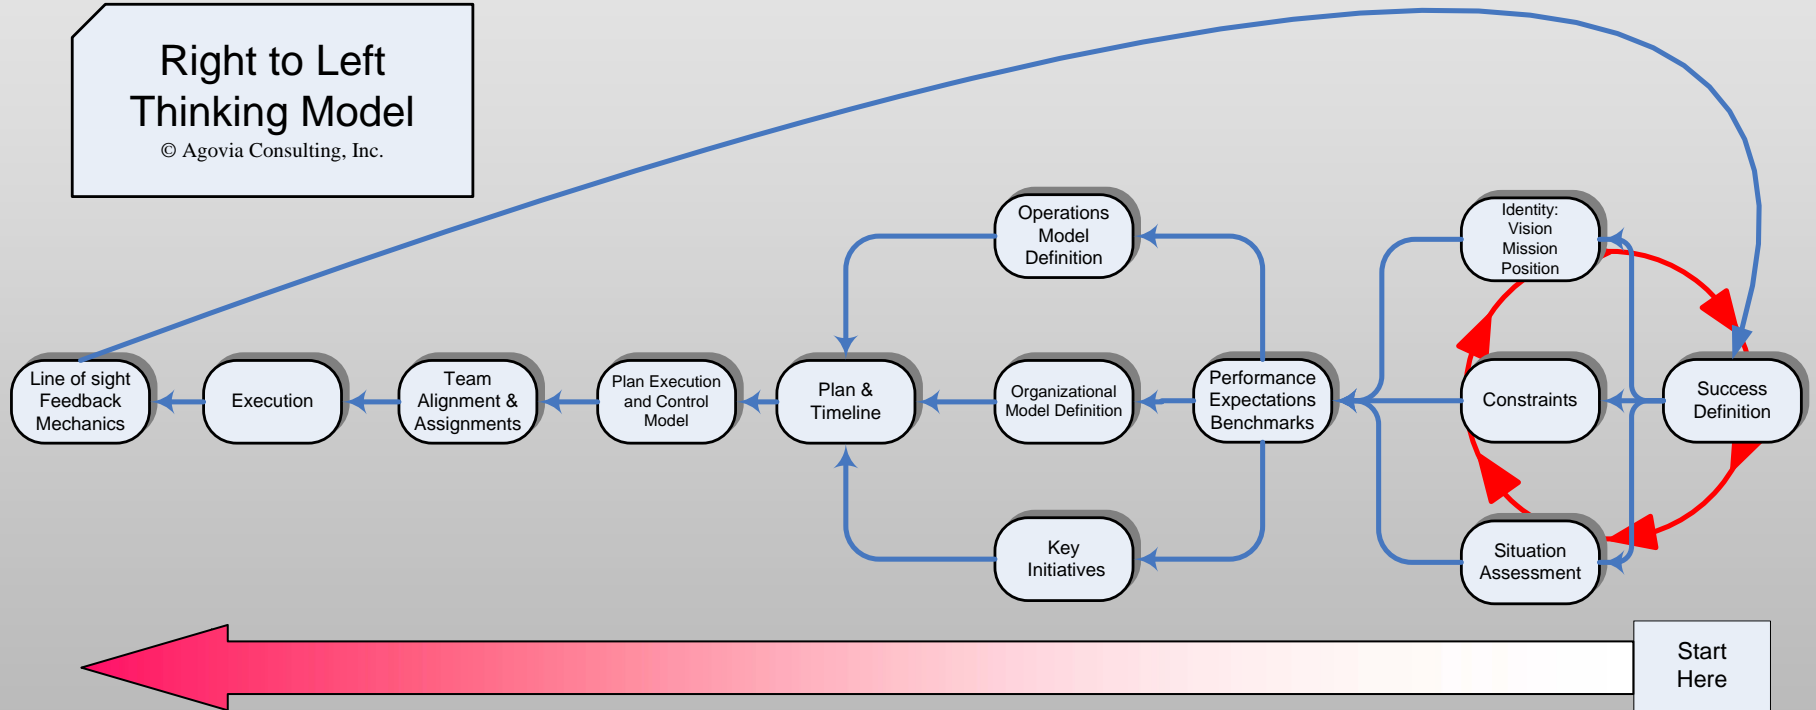 Right to Left
Thinking Model
© Agovia Consulting, Inc.
Operations
Model
Definition
Identity:
Vision
Mission
Position
Line of sight
Feedback
Mechanics
Execution
Team
Alignment &
Assignments
Plan Execution
and Control
Model
Plan &
Timeline
Organizational
Model Definition
Performance
Expectations
Benchmarks
Constraints
Success
Definition
Key
Initiatives
Situation
Assessment
Start
Here